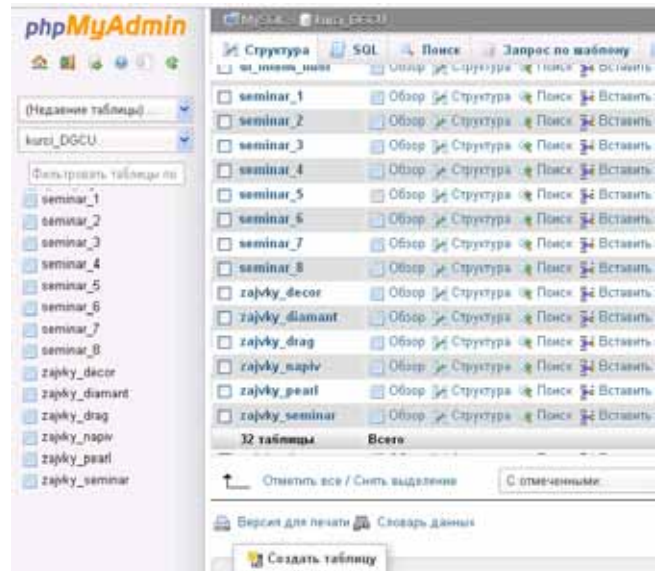 phpMyAdmin
(Недавние таблицы) ...
kursi_DGCU
Фильтровать таблицы по
seminar_1
seminar_2
seminar_3
seminar_4
seminar_5
seminar_6
seminar_7
seminar_8
zajvky_decor
zajvky_diamant
zajvky_drag
zajvky_napiv
zajvky_pearl
zajvky_seminar
Структура SQL Поиск Запрос по шаблону
Обзор Структура Поиск Вставить
seminar_1 Обзор Структура Поиск Вставить
seminar_2 Обзор Структура Поиск Вставить
seminar_3 Обзор Структура Поиск Вставить
seminar_4 Обзор Структура Поиск Вставить
seminar_5 Обзор Структура Поиск Вставить
seminar_6 Обзор Структура Поиск Вставить
seminar_7 Обзор Структура Поиск Вставить
seminar_8 Обзор Структура Поиск Вставить
zajvky_decor Обзор Структура Поиск Вставить
zajvky_diamant Обзор Структура Поиск Вставить
zajvky_drag Обзор Структура Поиск Вставить
zajvky_napiv Обзор Структура Поиск Вставить
zajvky_pearl Обзор Структура Поиск Вставить
zajvky_seminar Обзор Структура Поиск Вставить
32 таблицы Всего
Отметить все / Снять выделение С отмеченными:
Версия для печати Словарь данных
Создать таблицу